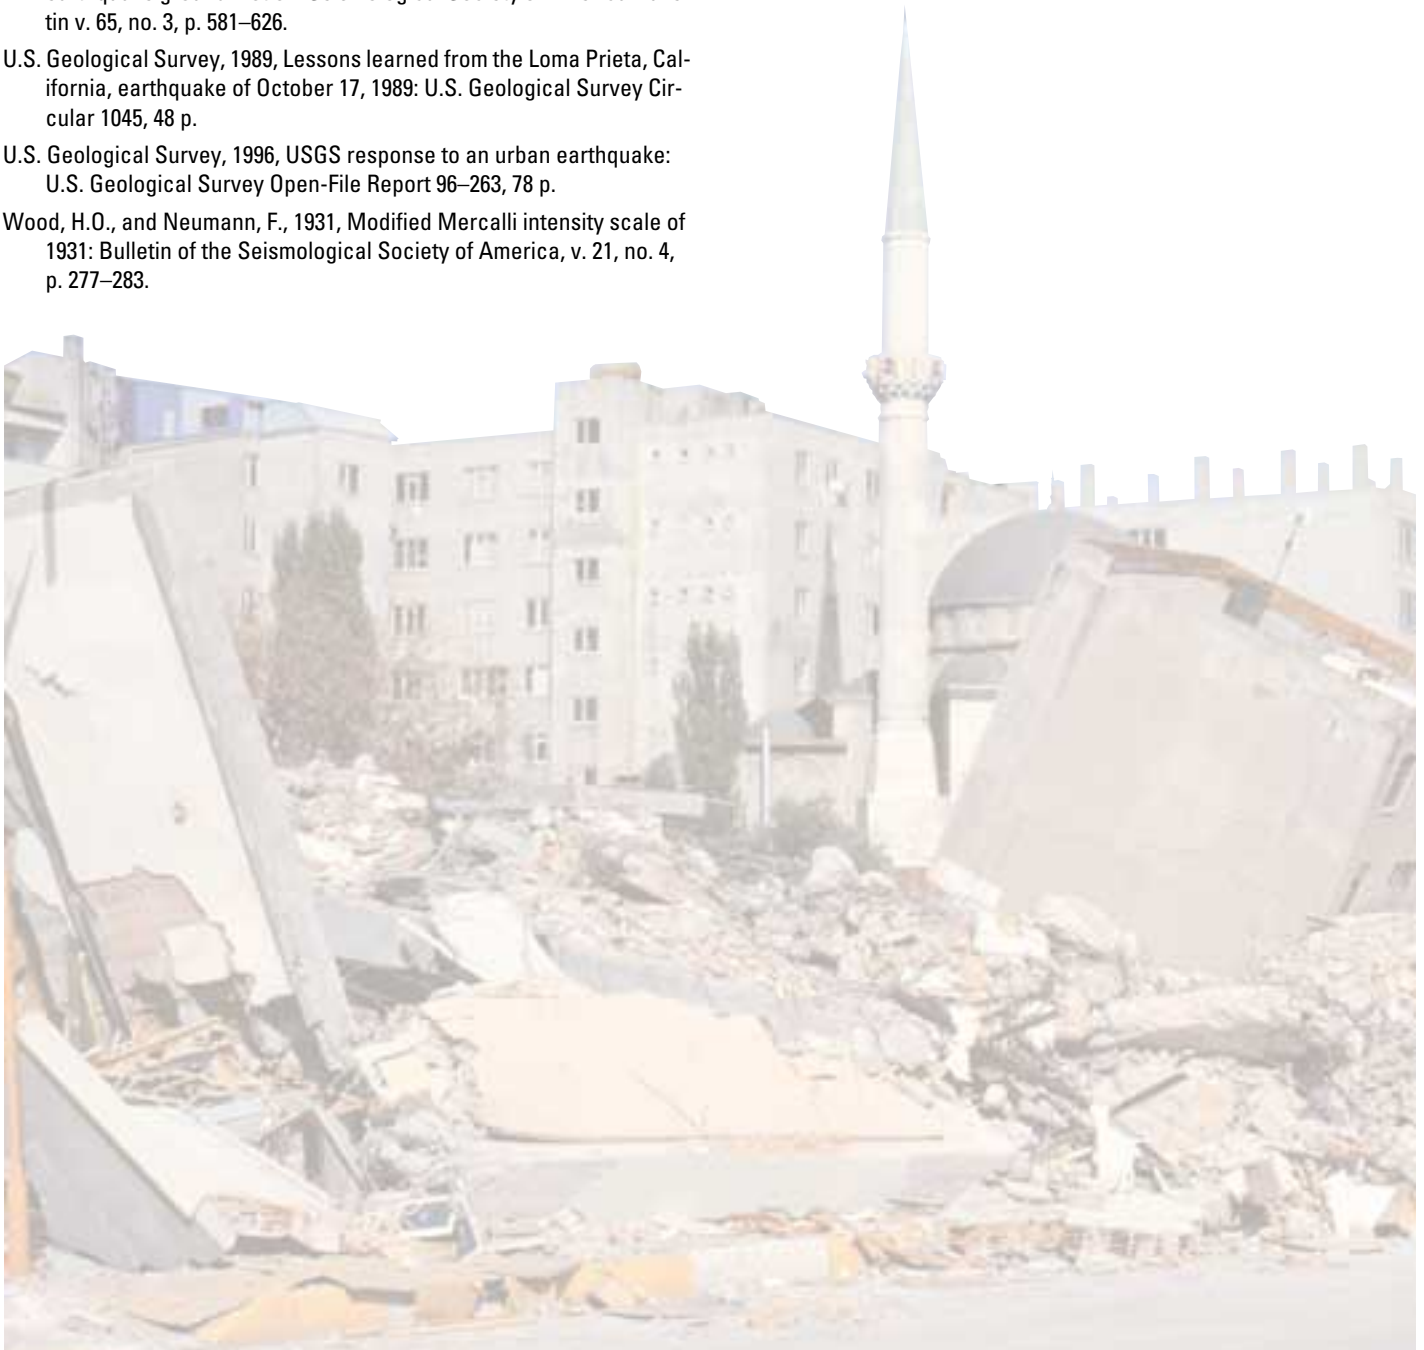 tin v. 65, no. 3, p. 581–626.
U.S. Geological Survey, 1989, Lessons learned from the Loma Prieta, Cal-
ifornia, earthquake of October 17, 1989: U.S. Geological Survey Cir-
cular 1045, 48 p.
U.S. Geological Survey, 1996, USGS response to an urban earthquake:
U.S. Geological Survey Open-File Report 96–263, 78 p.
Wood, H.O., and Neumann, F., 1931, Modified Mercalli intensity scale of
1931: Bulletin of the Seismological Society of America, v. 21, no. 4,
p. 277–283.